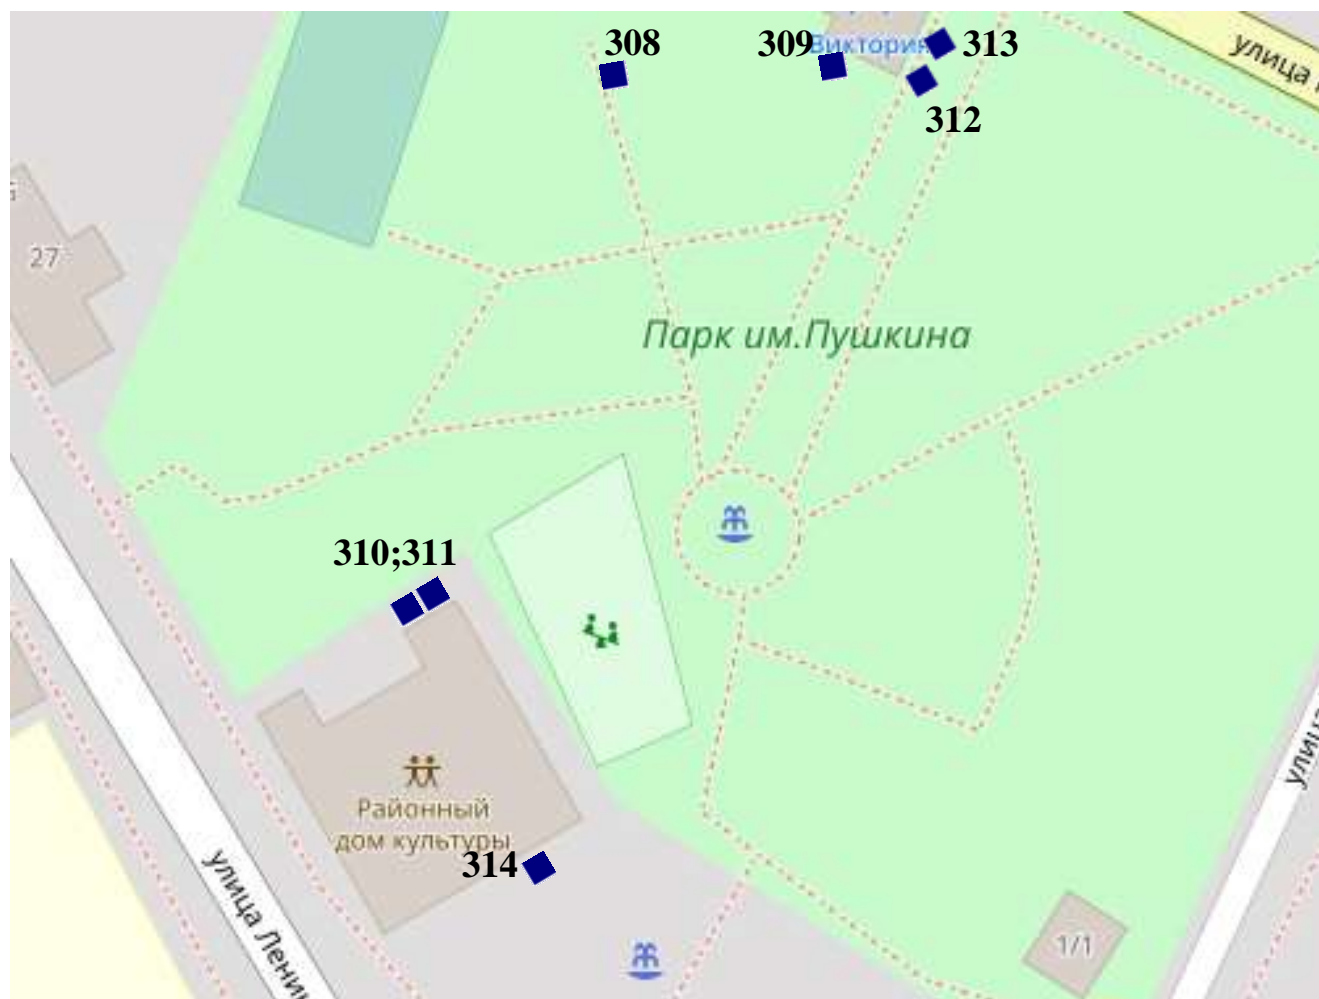 308
309
Виктория
313
улица
312
27
Парк им.Пушкина
310;311
Районный
дом культуры
314
улица Ленин
1/1